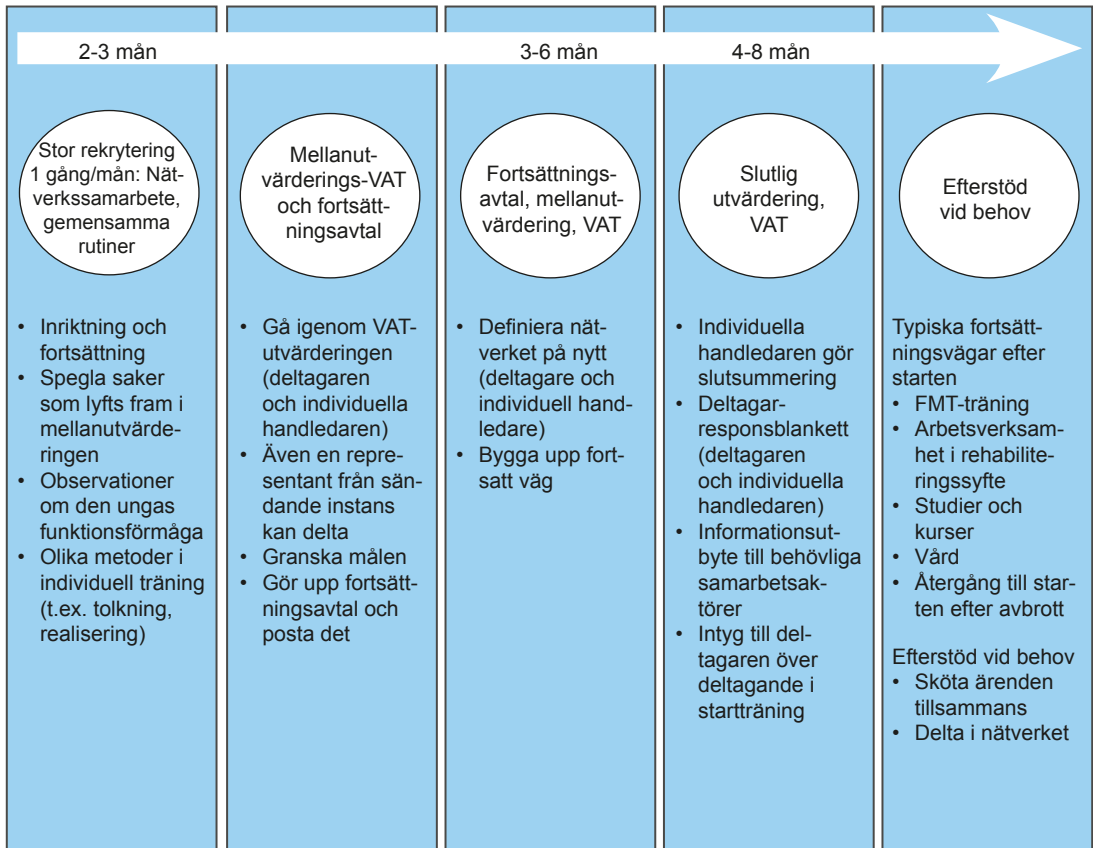 2-3 mån
3-6 mån
4-8 mån
Stor rekrytering
1 gång/mån: Nät-
verkssamarbete,
gemensamma
rutiner
• Inriktning och
fortsättning
• Spegla saker
som lyfts fram i
mellanutvärde-
ringen
• Observationer
om den ungas
funktionsförmåga
• Olika metoder i
individuell träning
(t.ex. tolkning,
realisering)
Mellanut-
värderings-VAT
och fortsätt-
ningsavtal
• Gå igenom VAT-
utvärderingen
(deltagaren
och individuella
handledaren)
• Även en repre-
sentant från sän-
dande instans
kan delta
• Granska målen
• Gör upp fortsätt-
ningsavtal och
posta det
Fortsättnings-
avtal, mellanut-
värdering, VAT
• Definiera nät-
verket på nytt
(deltagare och
individuell hand-
ledare)
• Bygga upp fort-
satt väg
Slutlig
utvärdering,
VAT
• Individuella
handledaren gör
slutsummering
• Deltagar-
responsblankett
(deltagaren
och individuella
handledaren)
• Informationsut-
byte till behövliga
samarbetsak-
törer
• Intyg till del-
tagaren över
deltagande i
startträning
Efterstöd
vid behov
Typiska fortsätt-
ningsvägar efter
starten
• FMT-träning
• Arbetsverksam-
het i rehabilite-
ringssyfte
• Studier och
kurser
• Vård
• Återgång till star-
ten efter avbrott
Efterstöd vid behov
• Sköta ärenden
tillsammans
• Delta i nätverket